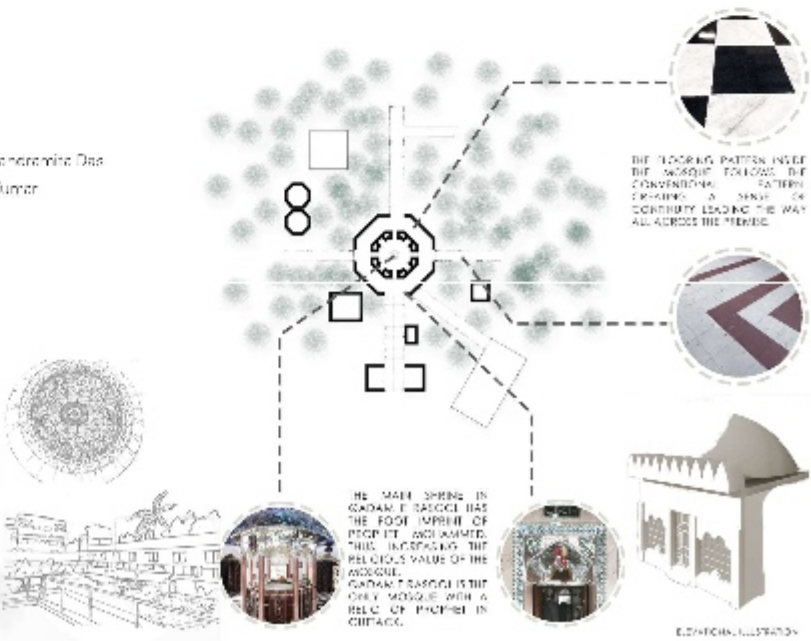 THE FLOORING PATTERN INSIDE
THE MOSQUE FOLLOWS THE
CONVENTIONAL PATTERN
CREATING A SENSE OF
CONTINUITY LEADING THE WAY
ALL ACROSS THE PREMISE.
THE MAIN SHRINE IN
QADAM E RASOOL HAS
THE FOOT IMPRINT OF
PROPHET MOHAMMED.
THUS INCREASING THE
RELIGIOUS VALUE OF THE
MOSQUE.
QADAM E RASOOL IS THE
ONLY MOSQUE WITH A
RELIC OF PROPHET IN
CUTTACK.
ELEVATIONAL ILLUSTRATION